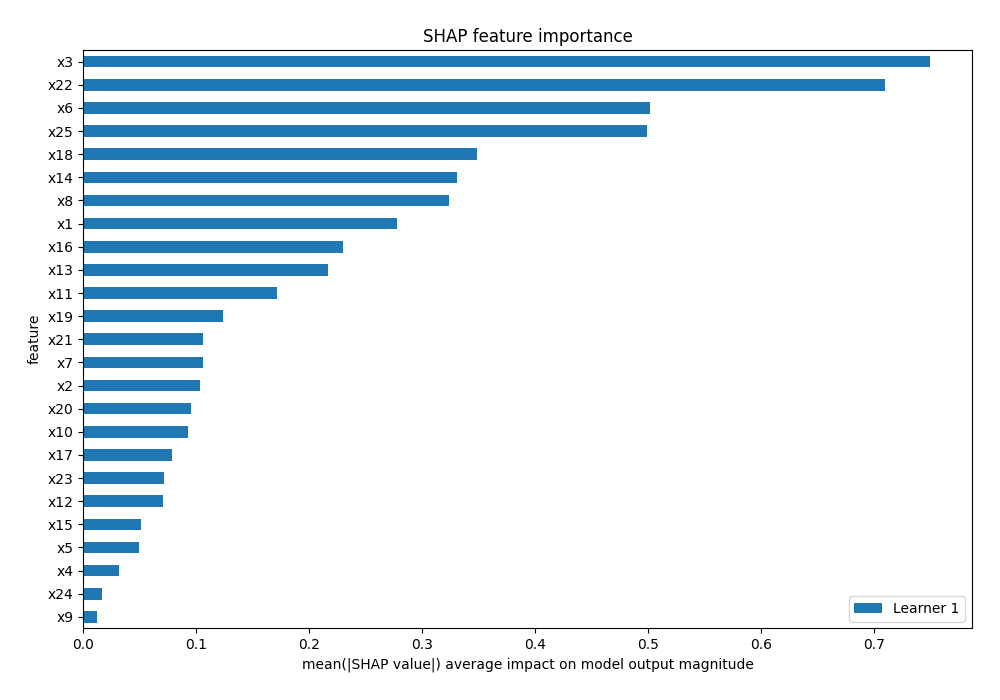 SHAP feature importance
x3
x22
x6
x25
x18
x14
x8
x1
x16
x13
x11
x19
x21
x7
x2
x20
x10
x17
x23
x12
x15
x5
x4
x24
x9
feature
Learner 1
0.0 0.1 0.2 0.3 0.4 0.5 0.6 0.7
mean(|SHAP value|) average impact on model output magnitude